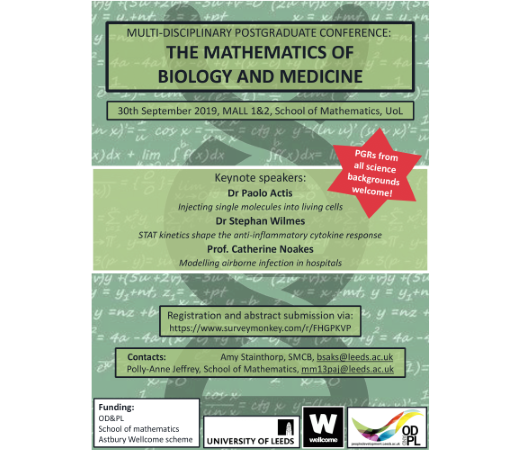 MULTI-DISCIPLINARY POSTGRADUATE CONFERENCE:
THE MATHEMATICS OF
BIOLOGY AND MEDICINE
30th September 2019, MALL 1&2, School of Mathematics, UoL
PGRs from
all science
backgrounds
welcome!
Keynote speakers:
Dr Paolo Actis
Injecting single molecules into living cells
Dr Stephan Wilmes
STAT kinetics shape the anti-inflammatory cytokine response
Prof. Catherine Noakes
Modelling airborne infection in hospitals
Registration and abstract submission via:
https://www.surveymonkey.com/r/FHGPKVP
Contacts: Amy Stainthorp, SMCB, bsaks@leeds.ac.uk
Polly-Anne Jeffrey, School of Mathematics, mm13paj@leeds.ac.uk
Funding:
OD&PL
School of mathematics
Astbury Wellcome scheme
UNIVERSITY OF LEEDS
W
wellcome
OD
PL